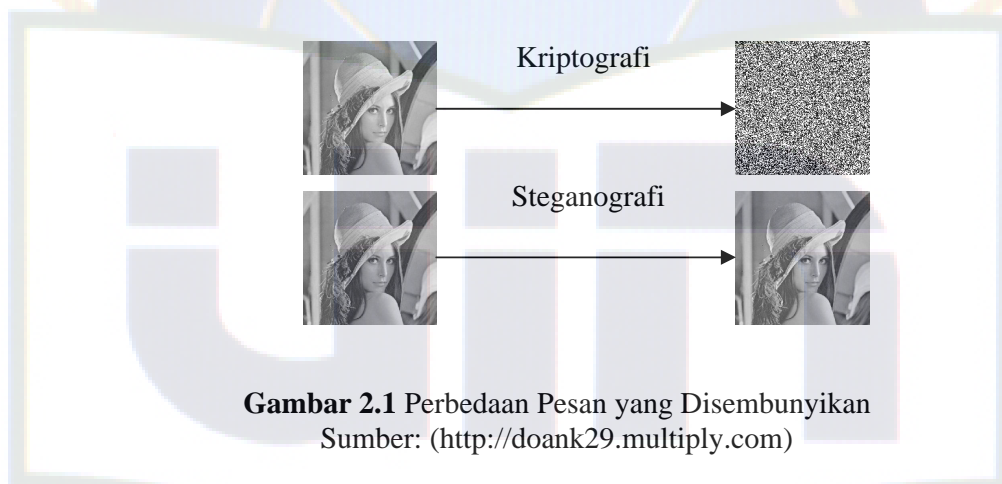 Kriptografi
Steganografi
Gambar 2.1 Perbedaan Pesan yang Disembunyikan
Sumber: (http://doank29.multiply.com)